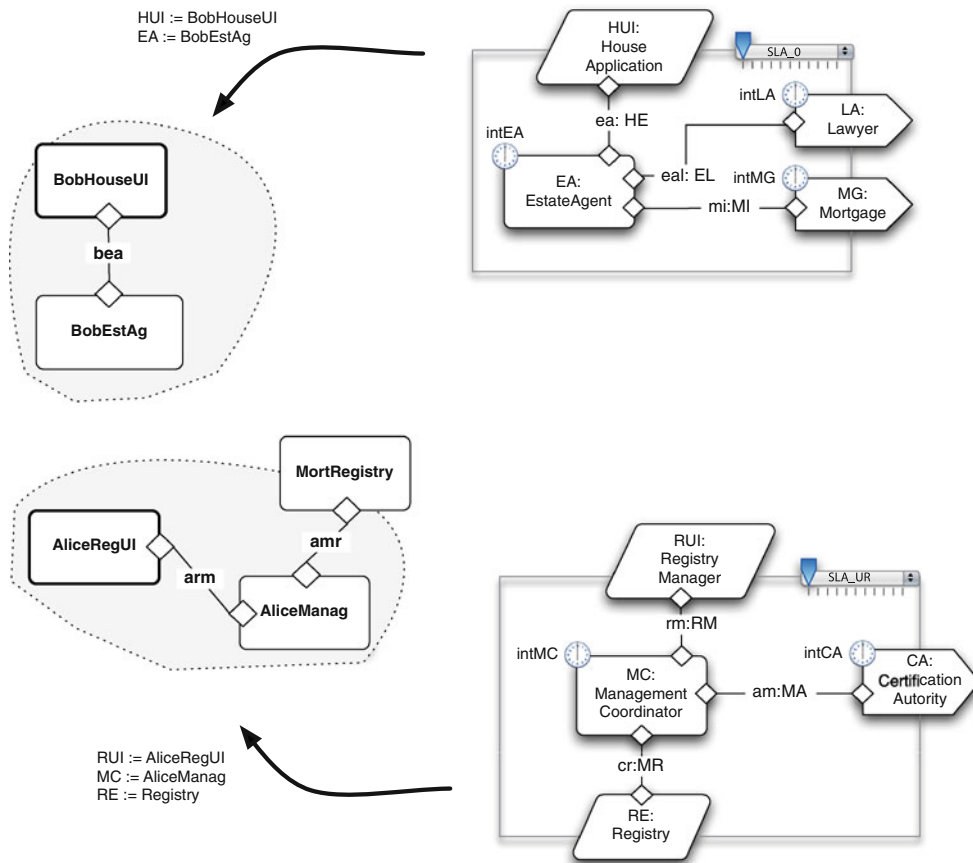 HUI := BobHouseUI
EA := BobEstAg
HUI:
House
Application
SLA_0
intLA
LA:
Lawyer
ea: HE
intEA
EA:
EstateAgent
eal: EL
intMG
MG:
Mortgage
mi:MI
BobHouseUI
bea
BobEstAg
MortRegistry
AliceRegUI
amr
arm
AliceManag
RUI:
Registry
Manager
SLA_UR
rm:RM
intMC
MC:
Management
Coordinator
intCA
CA:
Certification
Autority
am:MA
cr:MR
RE:
Registry
RUI := AliceRegUI
MC := AliceManag
RE := Registry